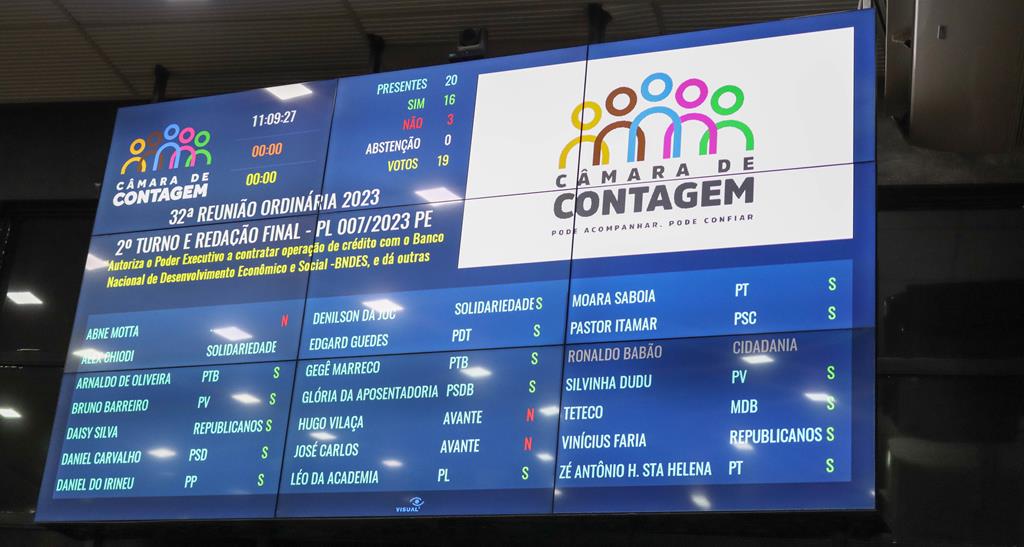 CÂMARA DE
CONTAGEM
11:09:27
00:00
00:00
PRESENTES 20
SIM 16
NÃO 3
ABSTENÇÃO 0
VOTOS 19
32ª REUNIÃO ORDINÁRIA 2023
2º TURNO E REDAÇÃO FINAL - PL 007/2023 PE
"Autoriza o Poder Executivo a contratar operação de crédito com o Banco
Nacional de Desenvolvimento Econômico e Social -BNDES, e dá outras
CÂMARA DE
CONTAGEM
PODE ACOMPANHAR. PODE CONFIAR
ABNE MOTTA N
ALEX CHIODI SOLIDARIEDADE
ARNALDO DE OLIVEIRA PTB S
BRUNO BARREIRO PV S
DAISY SILVA REPUBLICANOS S
DANIEL CARVALHO PSD S
DANIEL DO IRINEU PP S
DENILSON DA JUC SOLIDARIEDADE S
EDGARD GUEDES PDT S
GEGÊ MARRECO PTB S
GLÓRIA DA APOSENTADORIA PSDB S
HUGO VILAÇA AVANTE N
JOSÉ CARLOS AVANTE N
LÉO DA ACADEMIA PL S
MOARA SABOIA PT S
PASTOR ITAMAR PSC S
RONALDO BABÃO CIDADANIA
SILVINHA DUDU PV S
TETECO MDB S
VINÍCIUS FARIA REPUBLICANOS S
ZÉ ANTÔNIO H. STA HELENA PT S
VISUAL